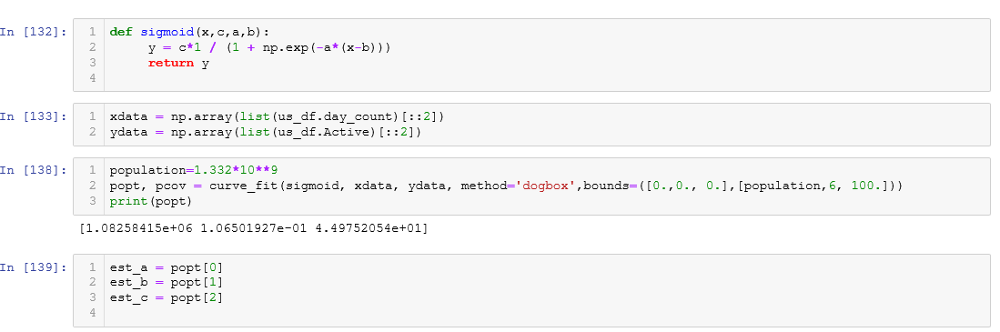 In [132]:
1 def sigmoid(x,c,a,b):
2 y = c*1 / (1 + np.exp(-a*(x-b)))
3 return y
4
In [133]:
1 xdata = np.array(list(us_df.day_count)[::2])
2 ydata = np.array(list(us_df.Active)[::2])
In [138]:
1 population=1.332*10**9
2 popt, pcov = curve_fit(sigmoid, xdata, ydata, method='dogbox',bounds=([0.,0., 0.],[population,6, 100.]))
3 print(popt)
[1.08258415e+06 1.06501927e-01 4.49752054e+01]
In [139]:
1 est_a = popt[0]
2 est_b = popt[1]
3 est_c = popt[2]
4